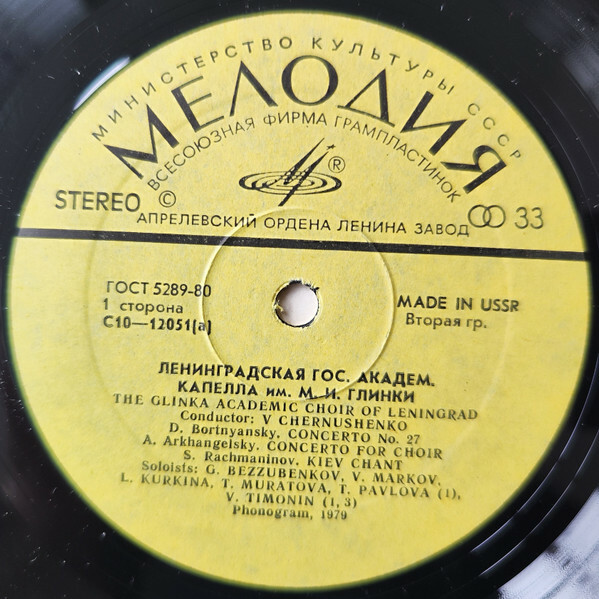 МИНИСТЕРСТВО КУЛЬТУРЫ СССР
МЕЛОДИЯ
ВСЕСОЮЗНАЯ ФИРМА ГРАМПЛАСТИНОК
®
STEREO ©
33
АПРЕЛЕВСКИЙ ОРДЕНА ЛЕНИНА ЗАВОД
ГОСТ 5289-80
1 сторона
С10—12051(а)
MADE IN USSR
Вторая гр.
ЛЕНИНГРАДСКАЯ ГОС. АКАДЕМ.
КАПЕЛЛА им. М. И. ГЛИНКИ
THE GLINKA ACADEMIC CHOIR OF LENINGRAD
Conductor: V CHERNUSHENKO
D. Bortnyansky. CONCERTO No. 27
A. Arkhangelsky. CONCERTO FOR CHOIR
S. Rachmaninov. KIEV CHANT
Soloists: G. BEZZUBENKOV, V. MARKOV,
L. KURKINA, T. MURATOVA, T. PAVLOVA (1),
V. TIMONIN (1, 3)
Phonogram, 1979